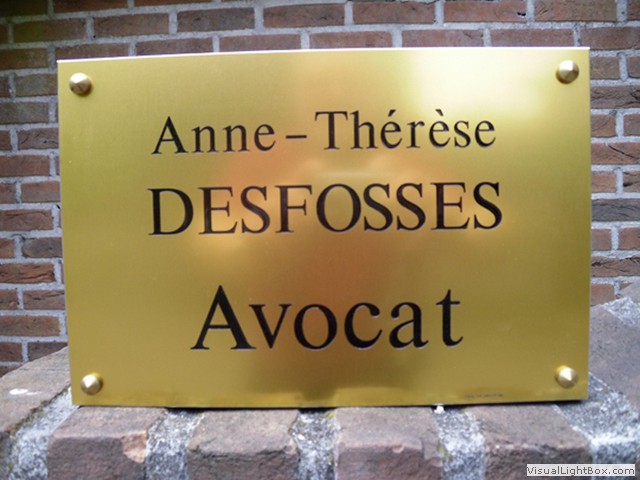 Anne-Thérèse
DESFOSSES
Avocat
VisualLightBox.com